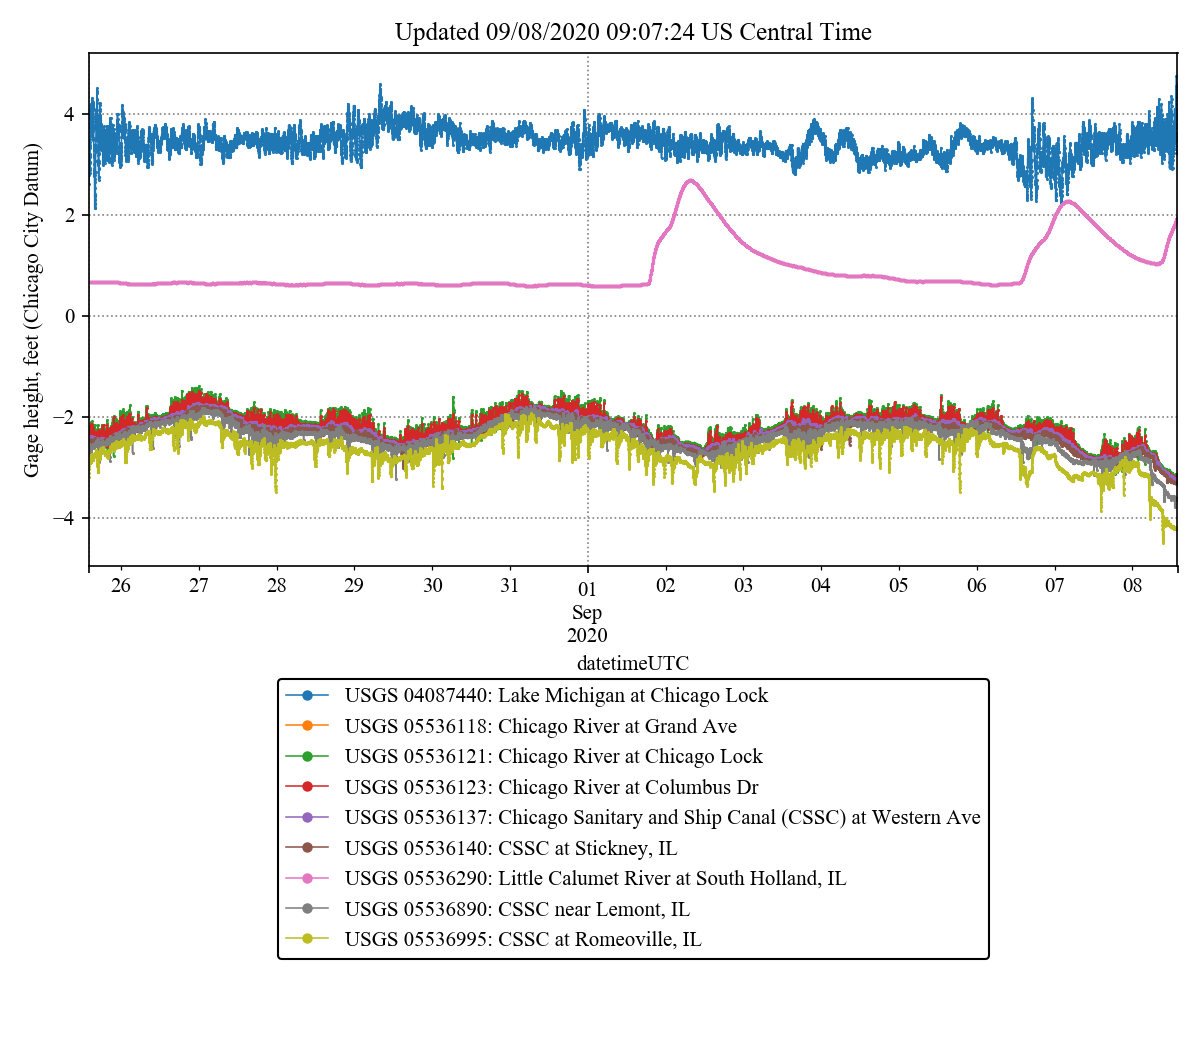 Updated 09/08/2020 09:07:24 US Central Time
Gage height, feet (Chicago City Datum)
4
2
0
−2
−4
26 27 28 29 30 31 01 02 03 04 05 06 07 08
Sep
2020
datetimeUTC
USGS 04087440: Lake Michigan at Chicago Lock
USGS 05536118: Chicago River at Grand Ave
USGS 05536121: Chicago River at Chicago Lock
USGS 05536123: Chicago River at Columbus Dr
USGS 05536137: Chicago Sanitary and Ship Canal (CSSC) at Western Ave
USGS 05536140: CSSC at Stickney, IL
USGS 05536290: Little Calumet River at South Holland, IL
USGS 05536890: CSSC near Lemont, IL
USGS 05536995: CSSC at Romeoville, IL